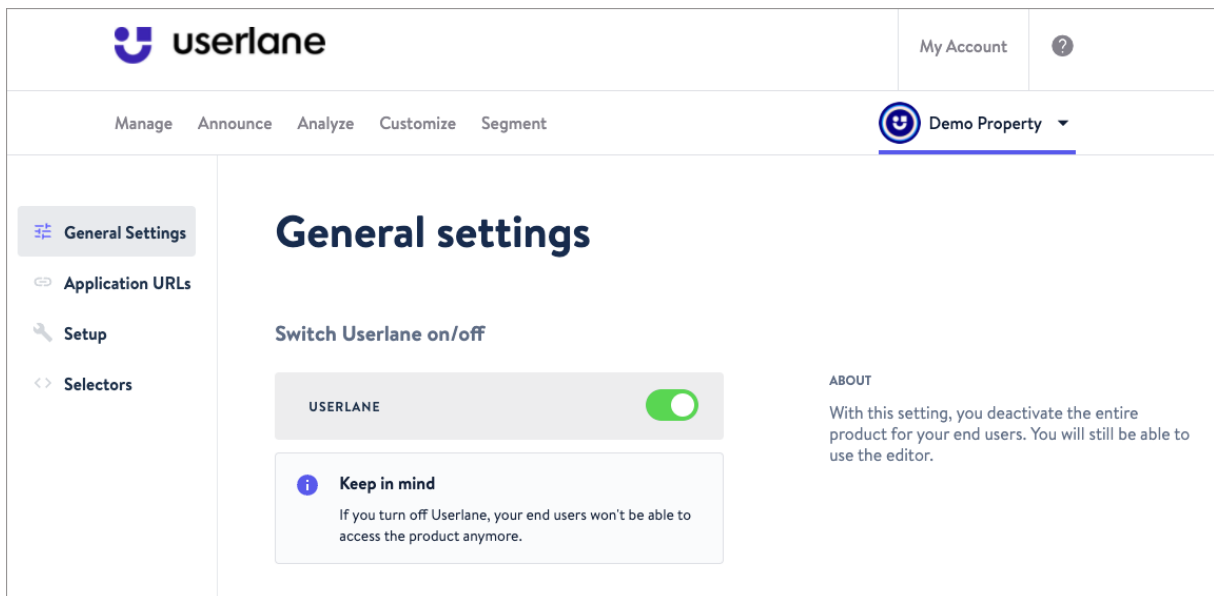 userlane
My Account
Manage Announce Analyze Customize Segment
Demo Property
General Settings
Application URLs
Setup
Selectors
General settings
Switch Userlane on/off
USERLANE
Keep in mind
If you turn off Userlane, your end users won't be able to
access the product anymore.
ABOUT
With this setting, you deactivate the entire
product for your end users. You will still be able to
use the editor.